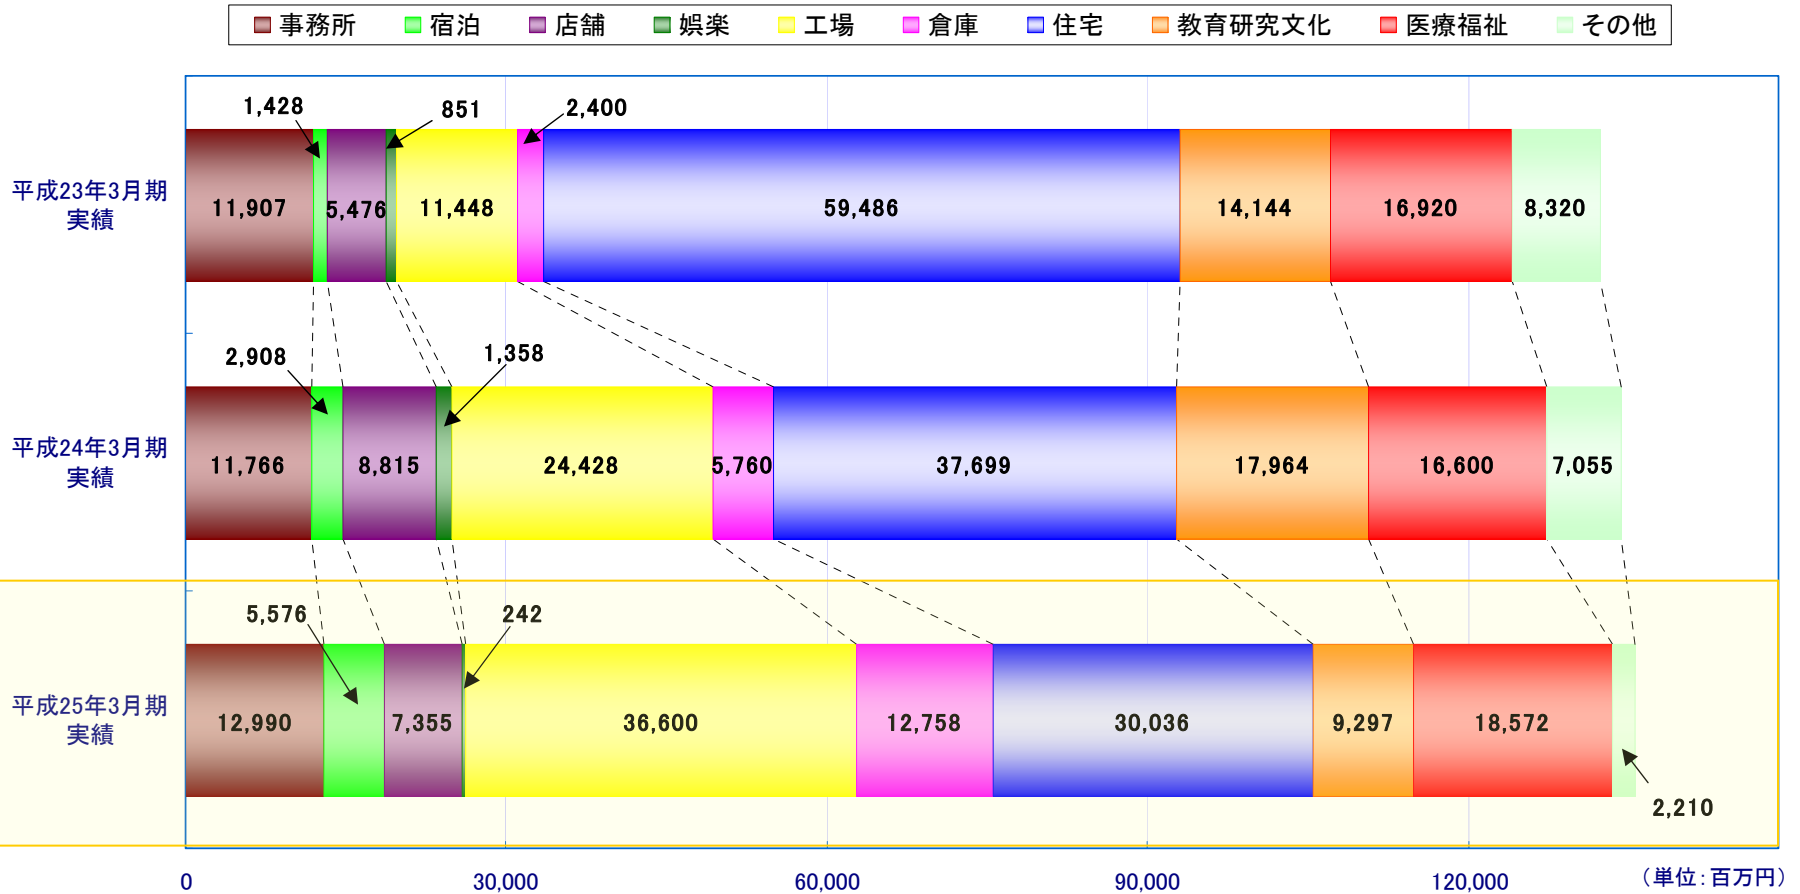 事務所 宿泊 店舗 娯楽 工場 倉庫 住宅 教育研究文化 医療福祉 その他
1,428 851 2,400
平成23年3月期
実績
11,907 5,476 11,448 59,486 14,144 16,920 8,320
2,908 1,358
平成24年3月期
実績
11,766 8,815 24,428 5,760 37,699 17,964 16,600 7,055
5,576 242
平成25年3月期
実績
12,990 7,355 36,600 12,758 30,036 9,297 18,572
2,210
0 30,000 60,000 90,000 120,000 （単位：百万円）